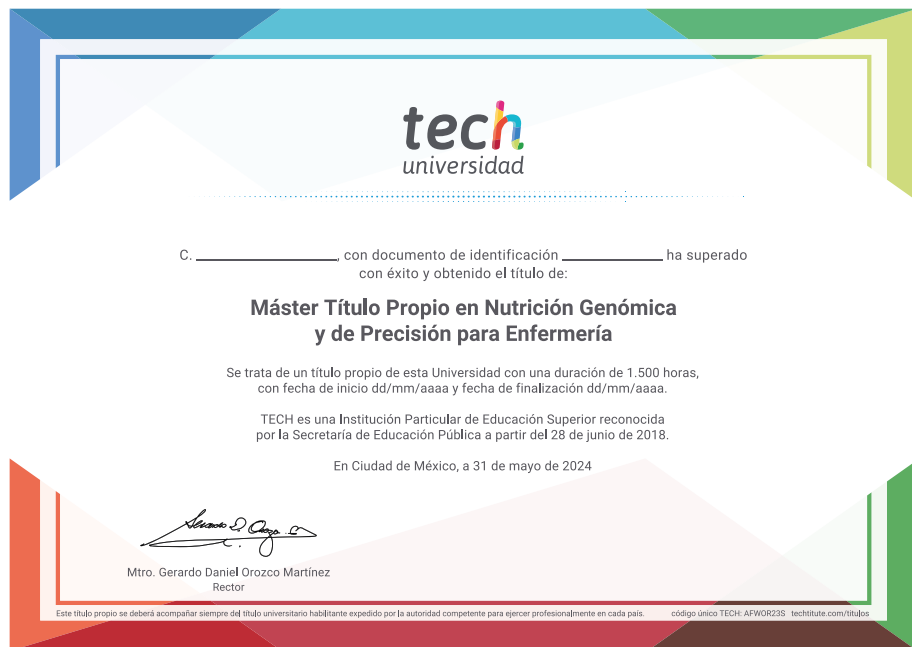 tech
universidad
C. ____________________, con documento de identificación ______________ ha superado
con éxito y obtenido el título de:
Máster Título Propio en Nutrición Genómica
y de Precisión para Enfermería
Se trata de un título propio de esta Universidad con una duración de 1.500 horas,
con fecha de inicio dd/mm/aaaa y fecha de finalización dd/mm/aaaa.
TECH es una Institución Particular de Educación Superior reconocida
por la Secretaría de Educación Pública a partir del 28 de junio de 2018.
En Ciudad de México, a 31 de mayo de 2024
Mtro. Gerardo Daniel Orozco Martínez
Rector
Este título propio se deberá acompañar siempre del título universitario habilitante expedido por la autoridad competente para ejercer profesionalmente en cada país. código único TECH: AFWOR23S techtitute.com/titulos